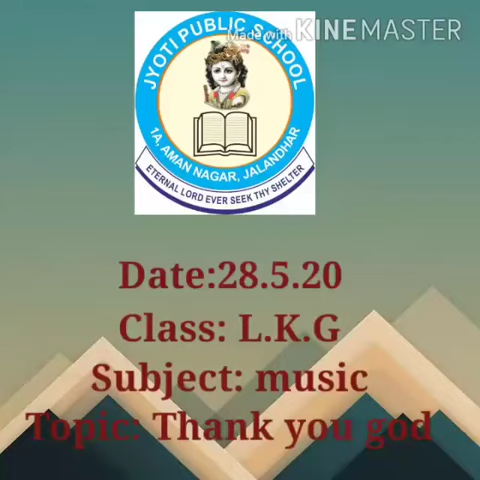 Made with KINEMASTER
JYOTI PUBLIC SCHOOL
1A, AMAN NAGAR, JALANDHAR
ETERNAL LORD EVER SEEK THY SHELTER
Date:28.5.20
Class: L.K.G
Subject: music
Topic: Thank you god